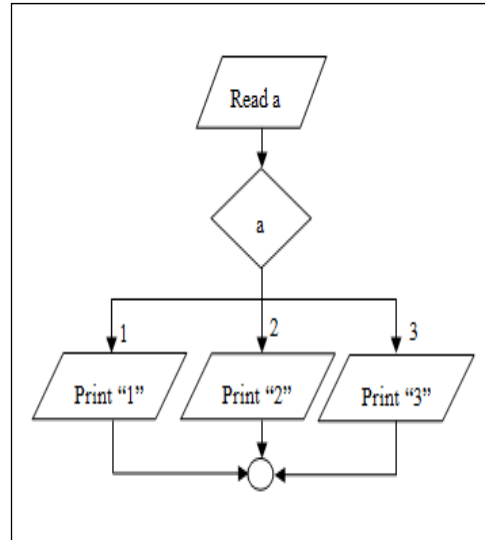 Read a
a
1
2
3
Print “1”
Print “2”
Print “3”